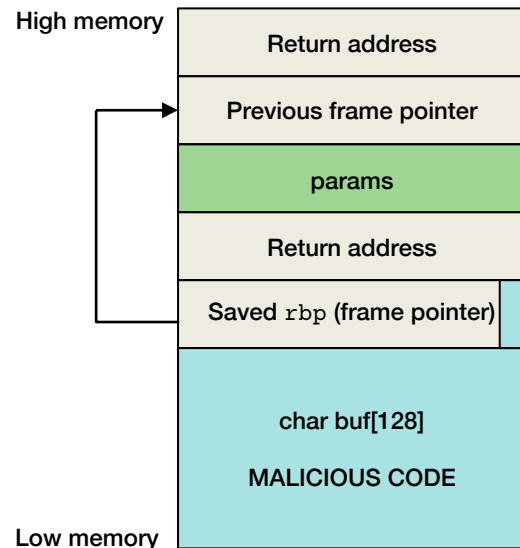 High memory
Return address
Previous frame pointer
params
Return address
Saved rbp (frame pointer)
char buf[128]
MALICIOUS CODE
Low memory